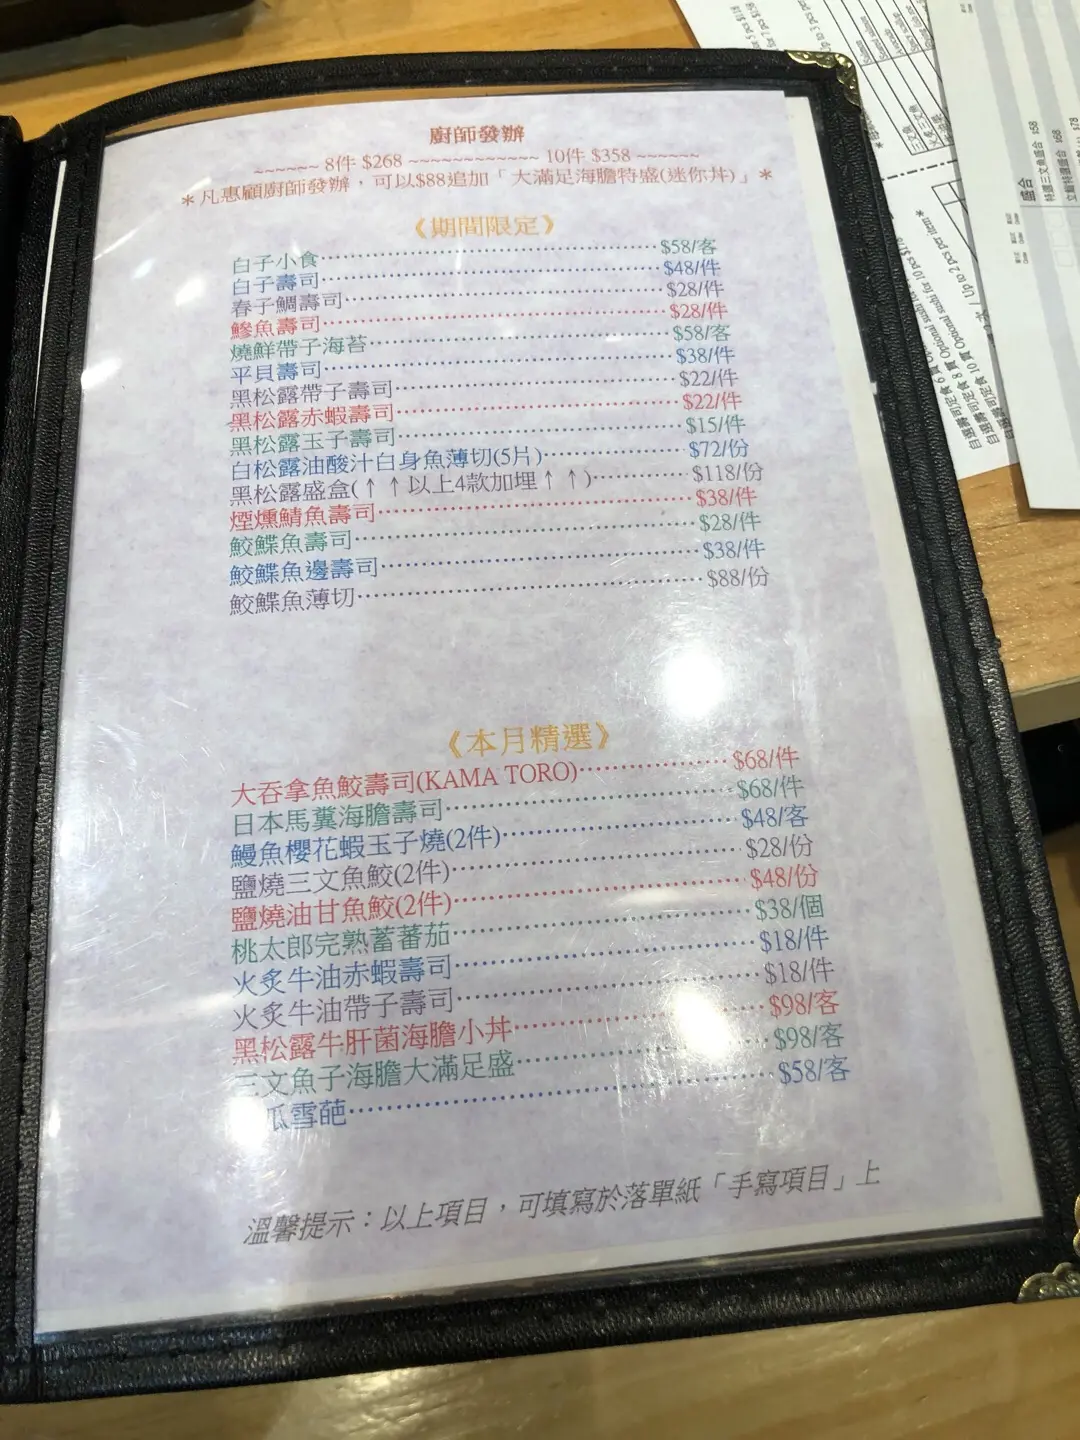 廚師發辦
~~~~~~ 8件 $268 ~~~~~~~~~~~~ 10件 $358 ~~~~~~
*凡惠顧廚師發辦，可以$88追加「大滿足海膽特盛(迷你丼)」*
《期間限定》
白子小食 $58/客
白子壽司 $48/件
春子鯛壽司 $28/件
鰺魚壽司 $28/件
燒鮮帶子海苔 $58/客
平貝壽司 $38/件
黑松露帶子壽司 $22/件
黑松露赤蝦壽司 $22/件
黑松露玉子壽司 $15/件
白松露油酸汁白身魚薄切(5片) $72/份
黑松露盛盒(↑↑以上4款加埋↑↑) $118/份
煙燻鯖魚壽司 $38/件
鮫鰈魚壽司 $28/件
鮫鰈魚邊壽司 $38/件
鮫鰈魚薄切 $88/份
《本月精選》
大吞拿魚鮫壽司(KAMA TORO) $68/件
日本馬糞海膽壽司 $68/件
鰻魚櫻花蝦玉子燒(2件) $48/客
鹽燒三文魚鮫(2件) $28/份
鹽燒油甘魚鮫(2件) $48/份
桃太郎完熟蓄蕃茄 $38/個
火炙牛油赤蝦壽司 $18/件
火炙牛油帶子壽司 $18/件
黑松露牛肝菌海膽小丼 $98/客
三文魚子海膽大滿足盛 $98/客
瓜雪葩 $58/客
溫馨提示：以上項目，可填寫於落單紙「手寫項目」上